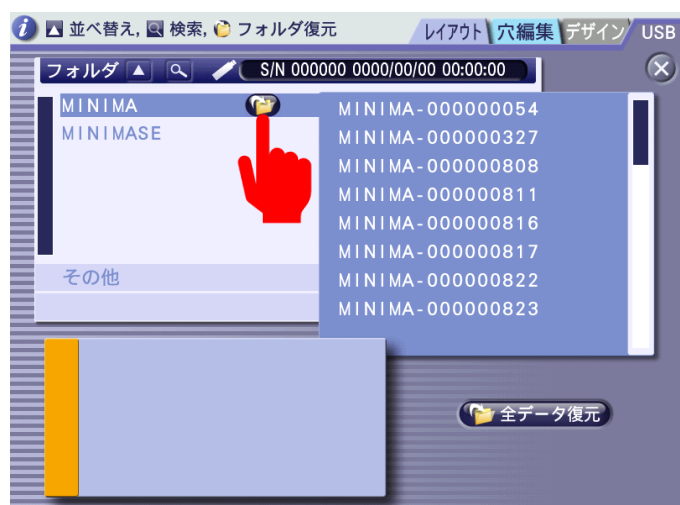 i ▲ 並べ替え, 検索, フォルダ復元
レイアウト 穴編集 デザイン USB
フォルダ ▲ S/N 000000 0000/00/00 00:00:00
MINIMA
MINIMASE
その他
MINIMA-000000054
MINIMA-000000327
MINIMA-000000808
MINIMA-000000811
MINIMA-000000816
MINIMA-000000817
MINIMA-000000822
MINIMA-000000823
全データ復元